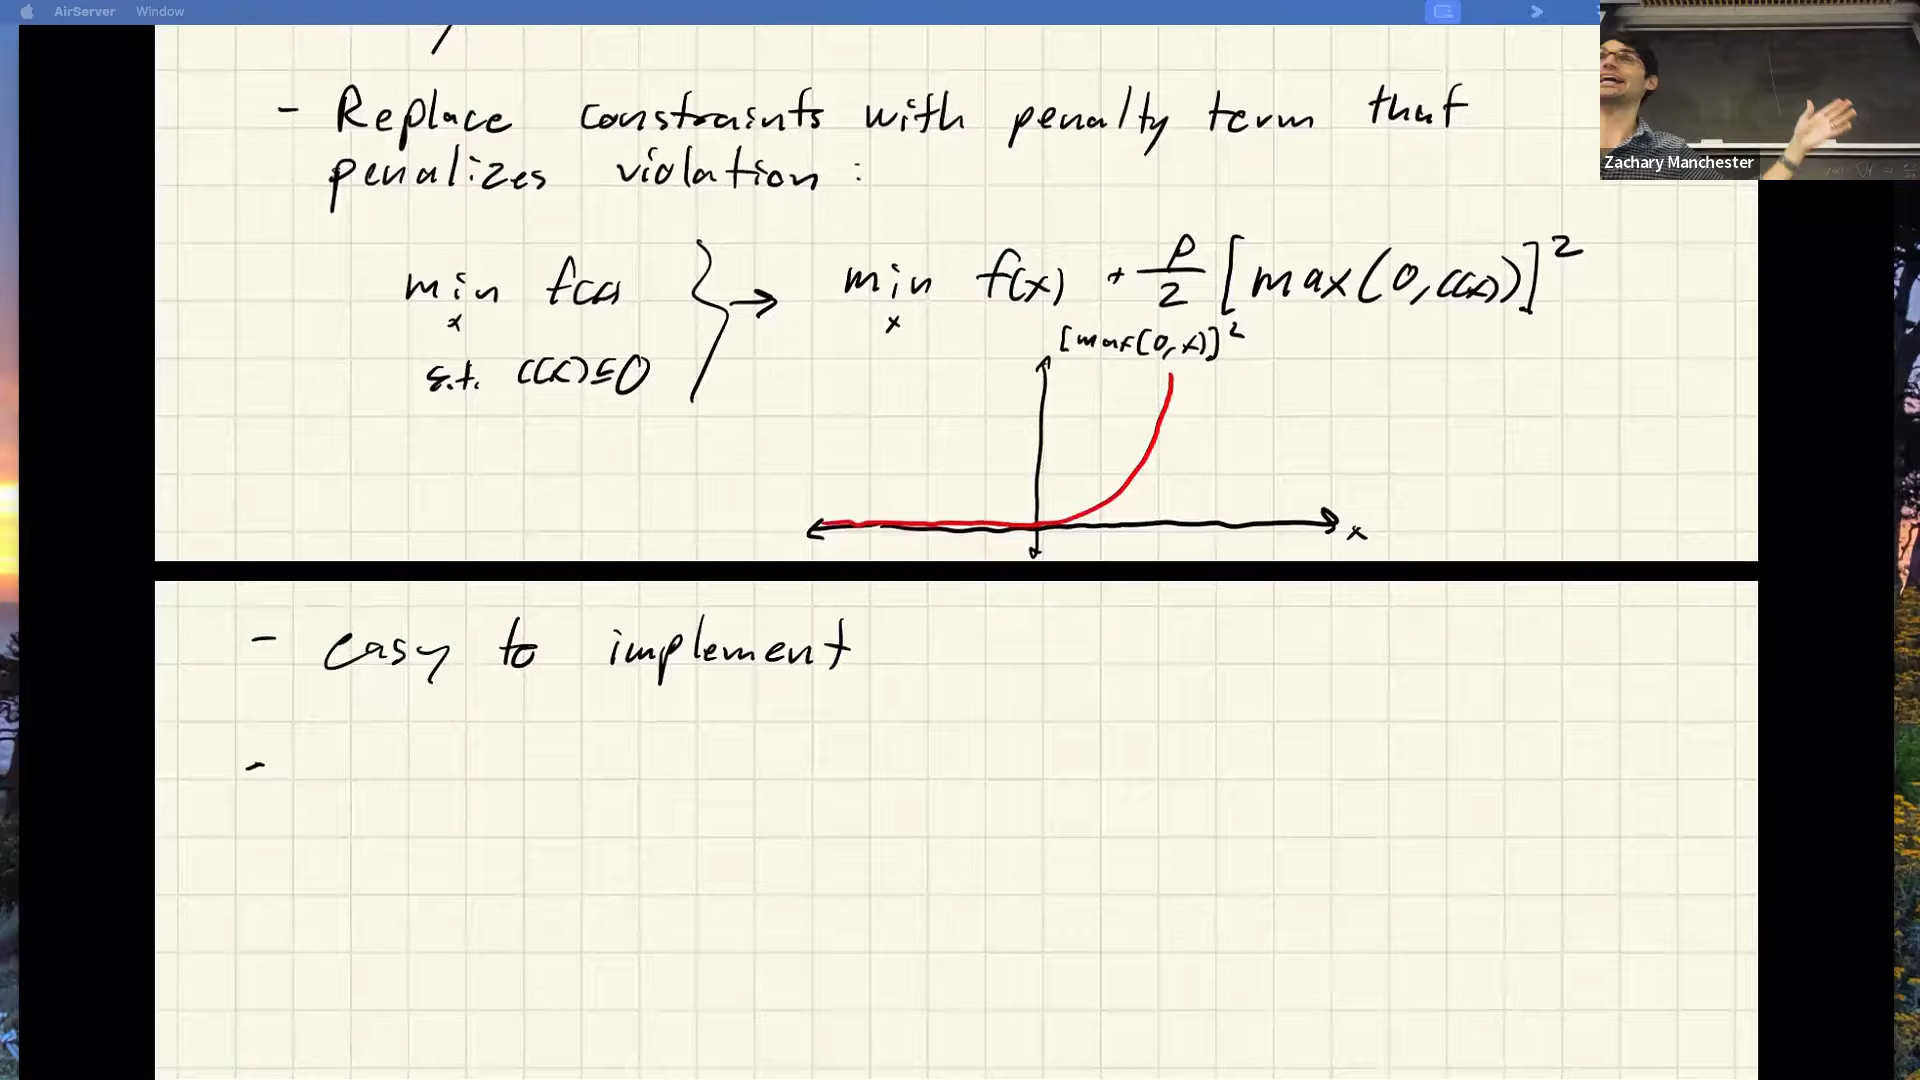 AirServer Window
- Replace constraints with penalty term that
penalizes violation :
min f(x) } → min f(x) + ρ/2 [max(0, c(x))]²
x x
s.t. c(x) ≤ 0
[max(0, x)]²
x
- easy to implement
-
Zachary Manchester